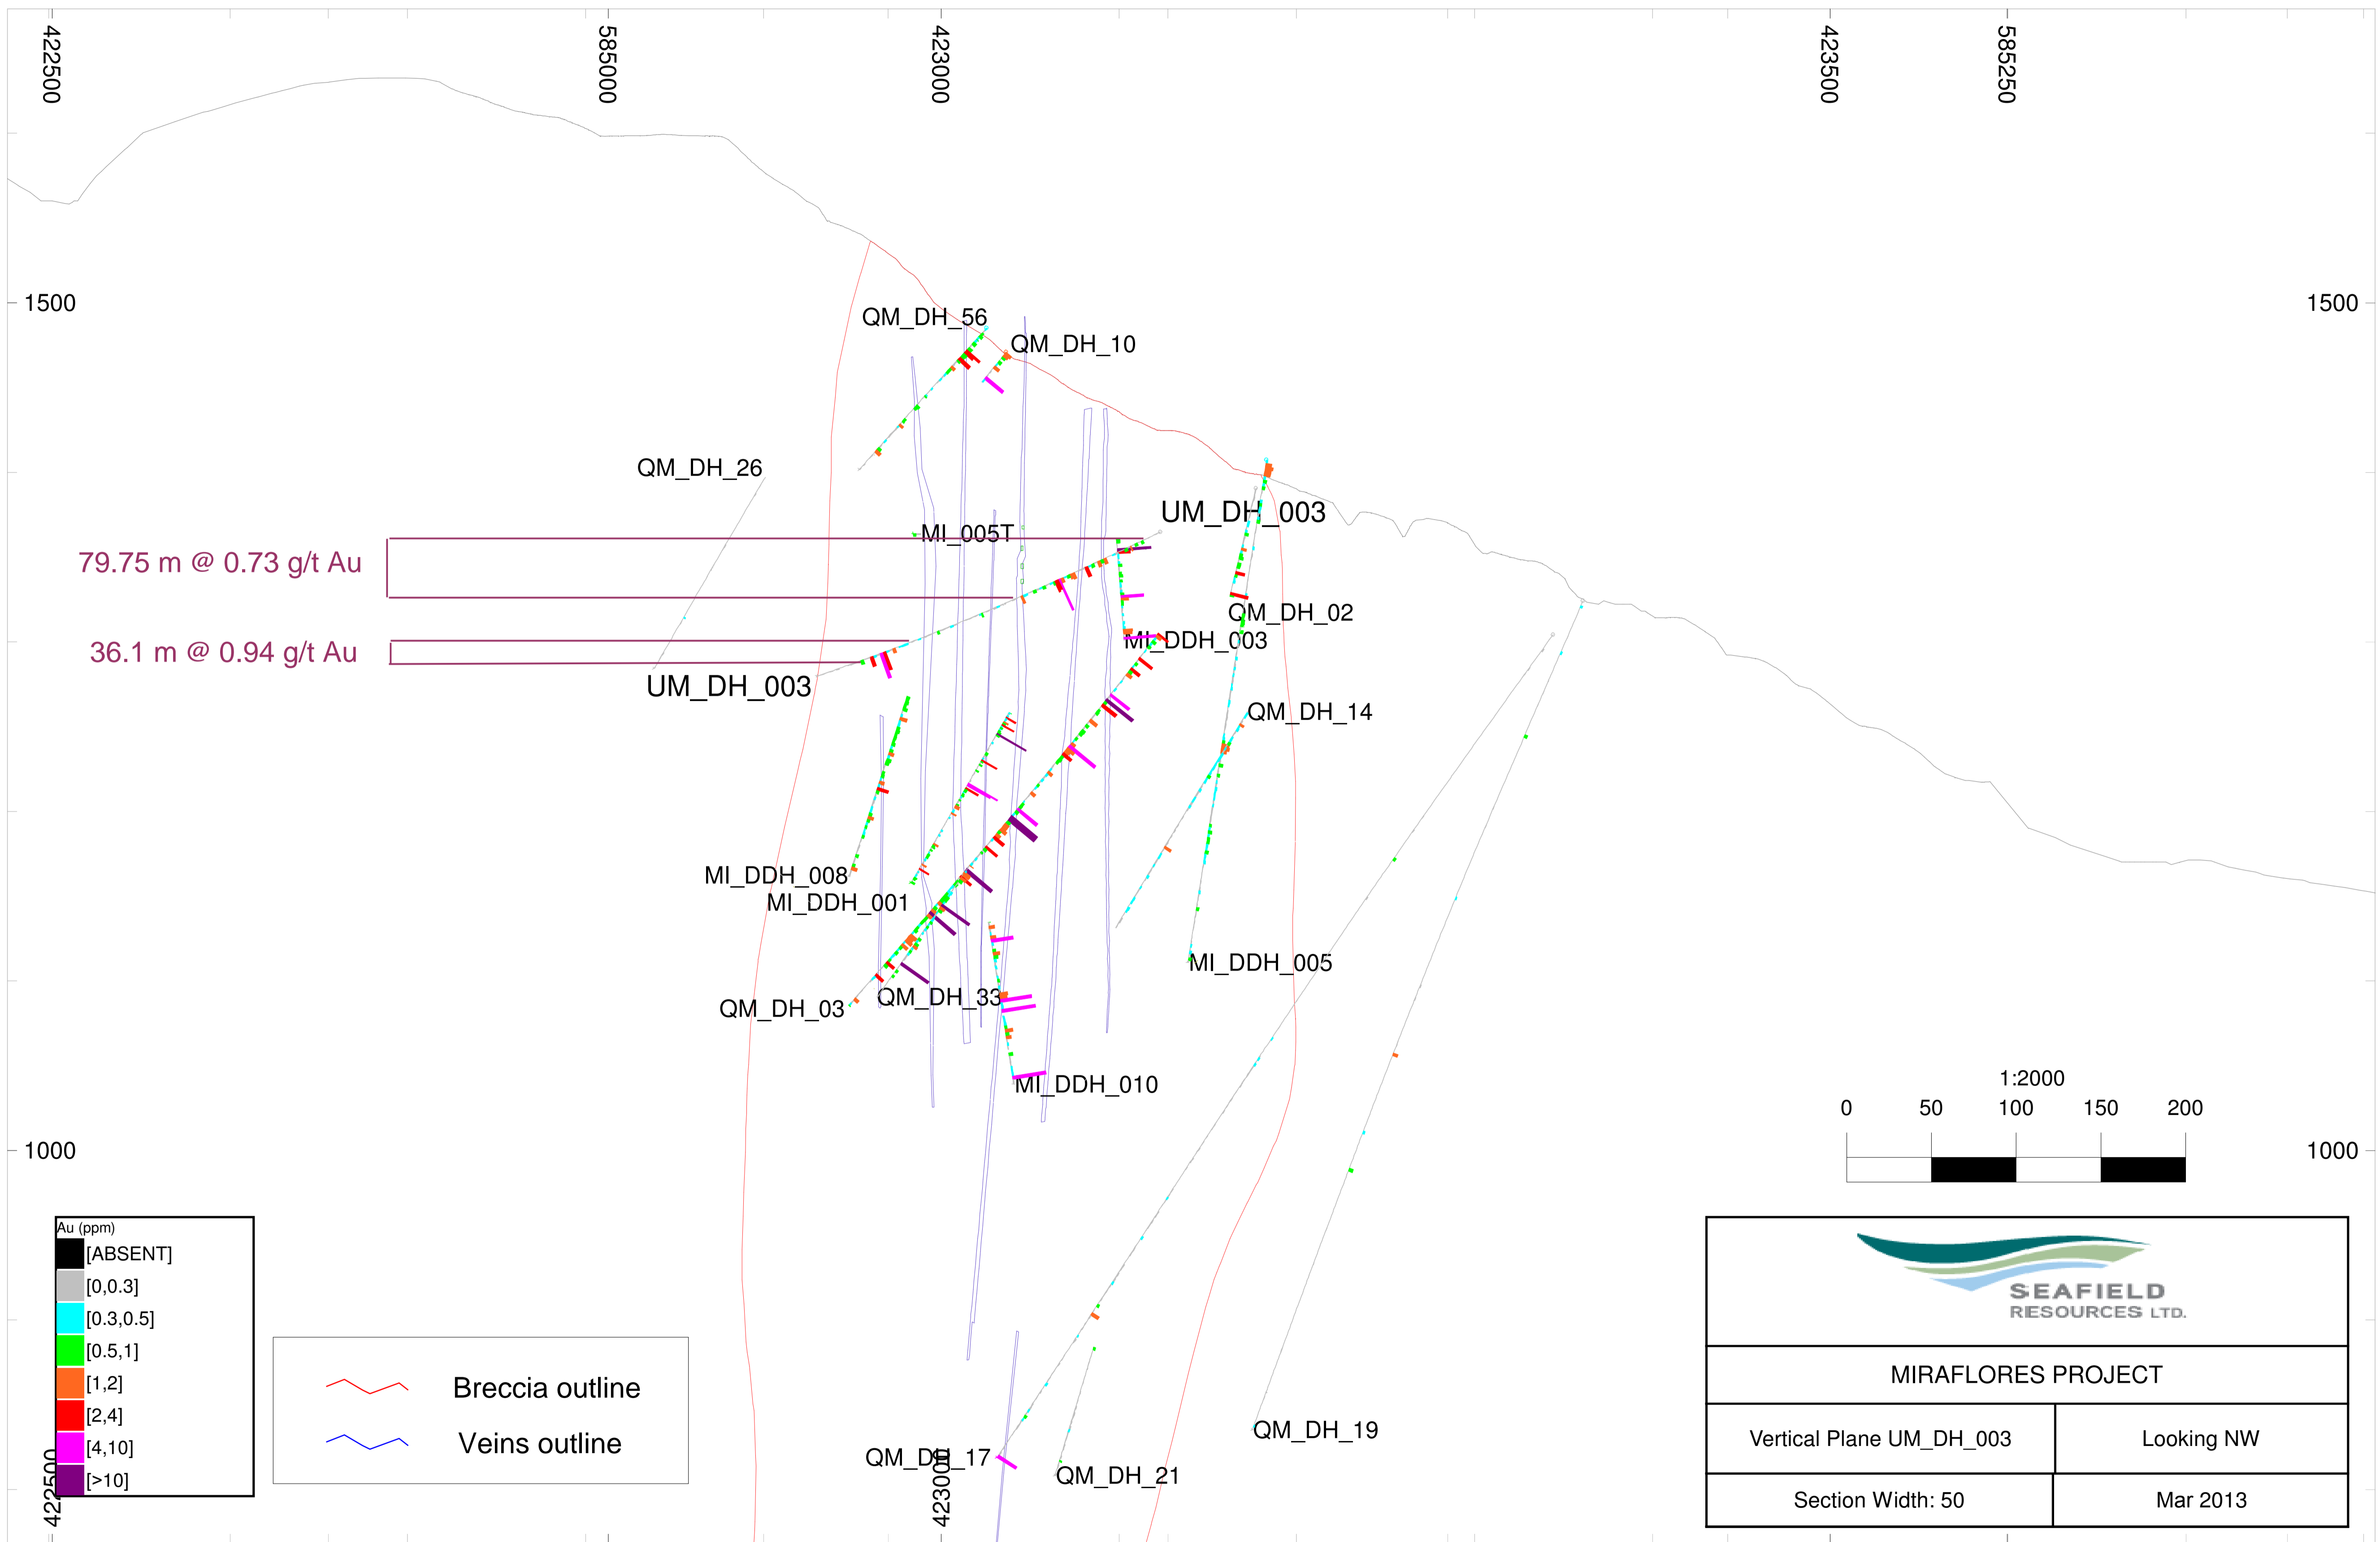 422500
585000
423000
423500
585250
1500
1500
QM_DH_56
QM_DH_10
QM_DH_26
UM_DH_003
MI_005T
79.75 m @ 0.73 g/t Au
QM_DH_02
MI_DDH_003
36.1 m @ 0.94 g/t Au
UM_DH_003
QM_DH_14
MI_DDH_008
MI_DDH_001
MI_DDH_005
QM_DH_33
QM_DH_03
MI_DDH_010
1:2000
0 50 100 150 200
1000
1000
Au (ppm)
[ABSENT]
[0,0.3]
[0.3,0.5]
[0.5,1]
[1,2]
[2,4]
[4,10]
[>10]
Breccia outline
Veins outline
QM_DH_17
QM_DH_21
QM_DH_19
422500
423000
SEAFIELD
RESOURCES LTD.
MIRAFLORES PROJECT
Vertical Plane UM_DH_003
Looking NW
Section Width: 50
Mar 2013